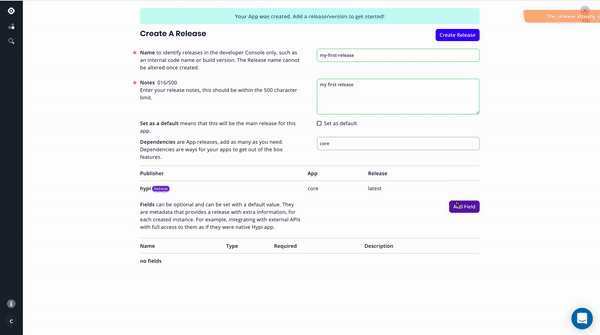 Your App was created. Add a release/version to get started!
The release already
Create A Release
Create Release
Name to identify releases in the developer Console only, such as
an internal code name or build version. The Release name cannot
be altered once created.
my-first-release
Notes 016/500
Enter your release notes, this should be within the 500 character
limit.
my first release
Set as a default means that this will be the main release for this
app.
Set as default
Dependencies are App releases, add as many as you need.
Dependencies are ways for your apps to get out of the box
features.
core
Publisher App Release
hypi core latest
Fields can be optional and can be set with a default value. They
are metadata that provides a release with extra information, for
each created instance. For example, integrating with external APIs
with full access to them as if they were native Hypi app.
Add Field
Name Type Required Description
no fields
C